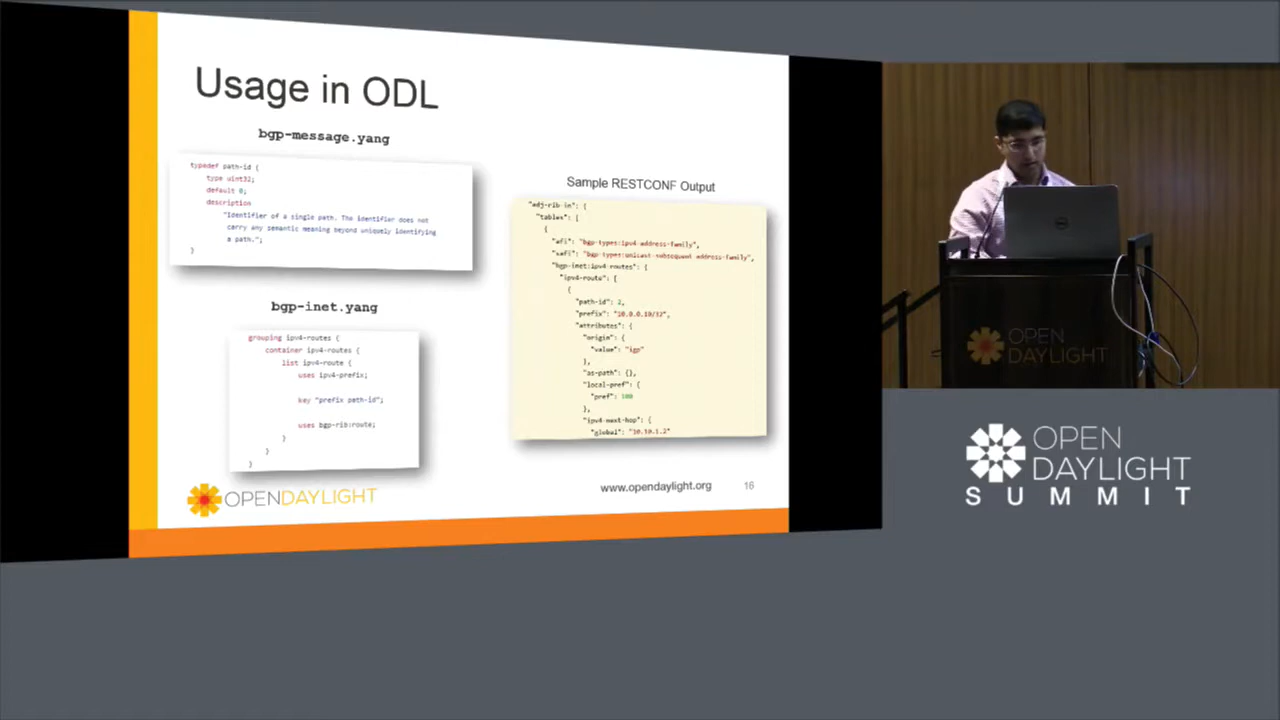 Usage in ODL
bgp-message.yang
typedef path-id {
type uint32;
default 0;
description
"Identifier of a single path. The identifier does not
carry any semantic meaning beyond uniquely identifying
a path.";
}
bgp-inet.yang
grouping ipv4-routes {
container ipv4-routes {
list ipv4-route {
uses ipv4-prefix;
key "prefix path-id";
uses bgp-rib:route;
}
}
}
Sample RESTCONF Output
"adj-rib-in": {
"tables": [
{
"afi": "bgp-types:ipv4-address-family",
"safi": "bgp-types:unicast-subsequent-address-family",
"bgp-inet:ipv4-routes": {
"ipv4-route": [
{
"path-id": 2,
"prefix": "10.0.0.10/32",
"attributes": {
"origin": {
"value": "igp"
},
"as-path": {},
"local-pref": {
"pref": 100
},
"ipv4-next-hop": {
"global": "10.10.1.2"
OPENDAYLIGHT
www.opendaylight.org
16
OPEN
DAYLIGHT
OPEN
DAYLIGHT
SUMMIT